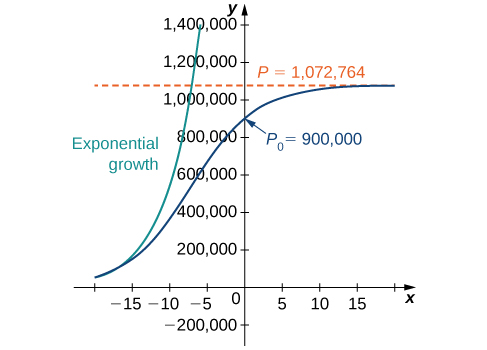 y
1,400,000
1,200,000
P = 1,072,764
1,000,000
Exponential
growth
800,000
P₀ = 900,000
600,000
400,000
200,000
−15 −10 −5 0 5 10 15 x
−200,000